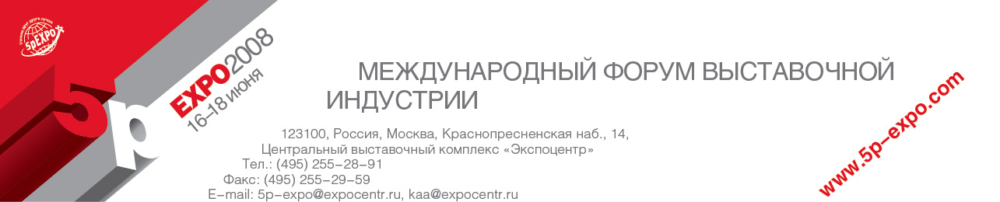 5pEXPO
5p
EXPO2008
16–18 июня
МЕЖДУНАРОДНЫЙ ФОРУМ ВЫСТАВОЧНОЙ
ИНДУСТРИИ
123100, Россия, Москва, Краснопресненская наб., 14,
Центральный выставочный комплекс «Экспоцентр»
Тел.: (495) 255–28–91
Факс: (495) 255–29–59
E–mail: 5p–expo@expocentr.ru, kaa@expocentr.ru
www.5p–expo.com